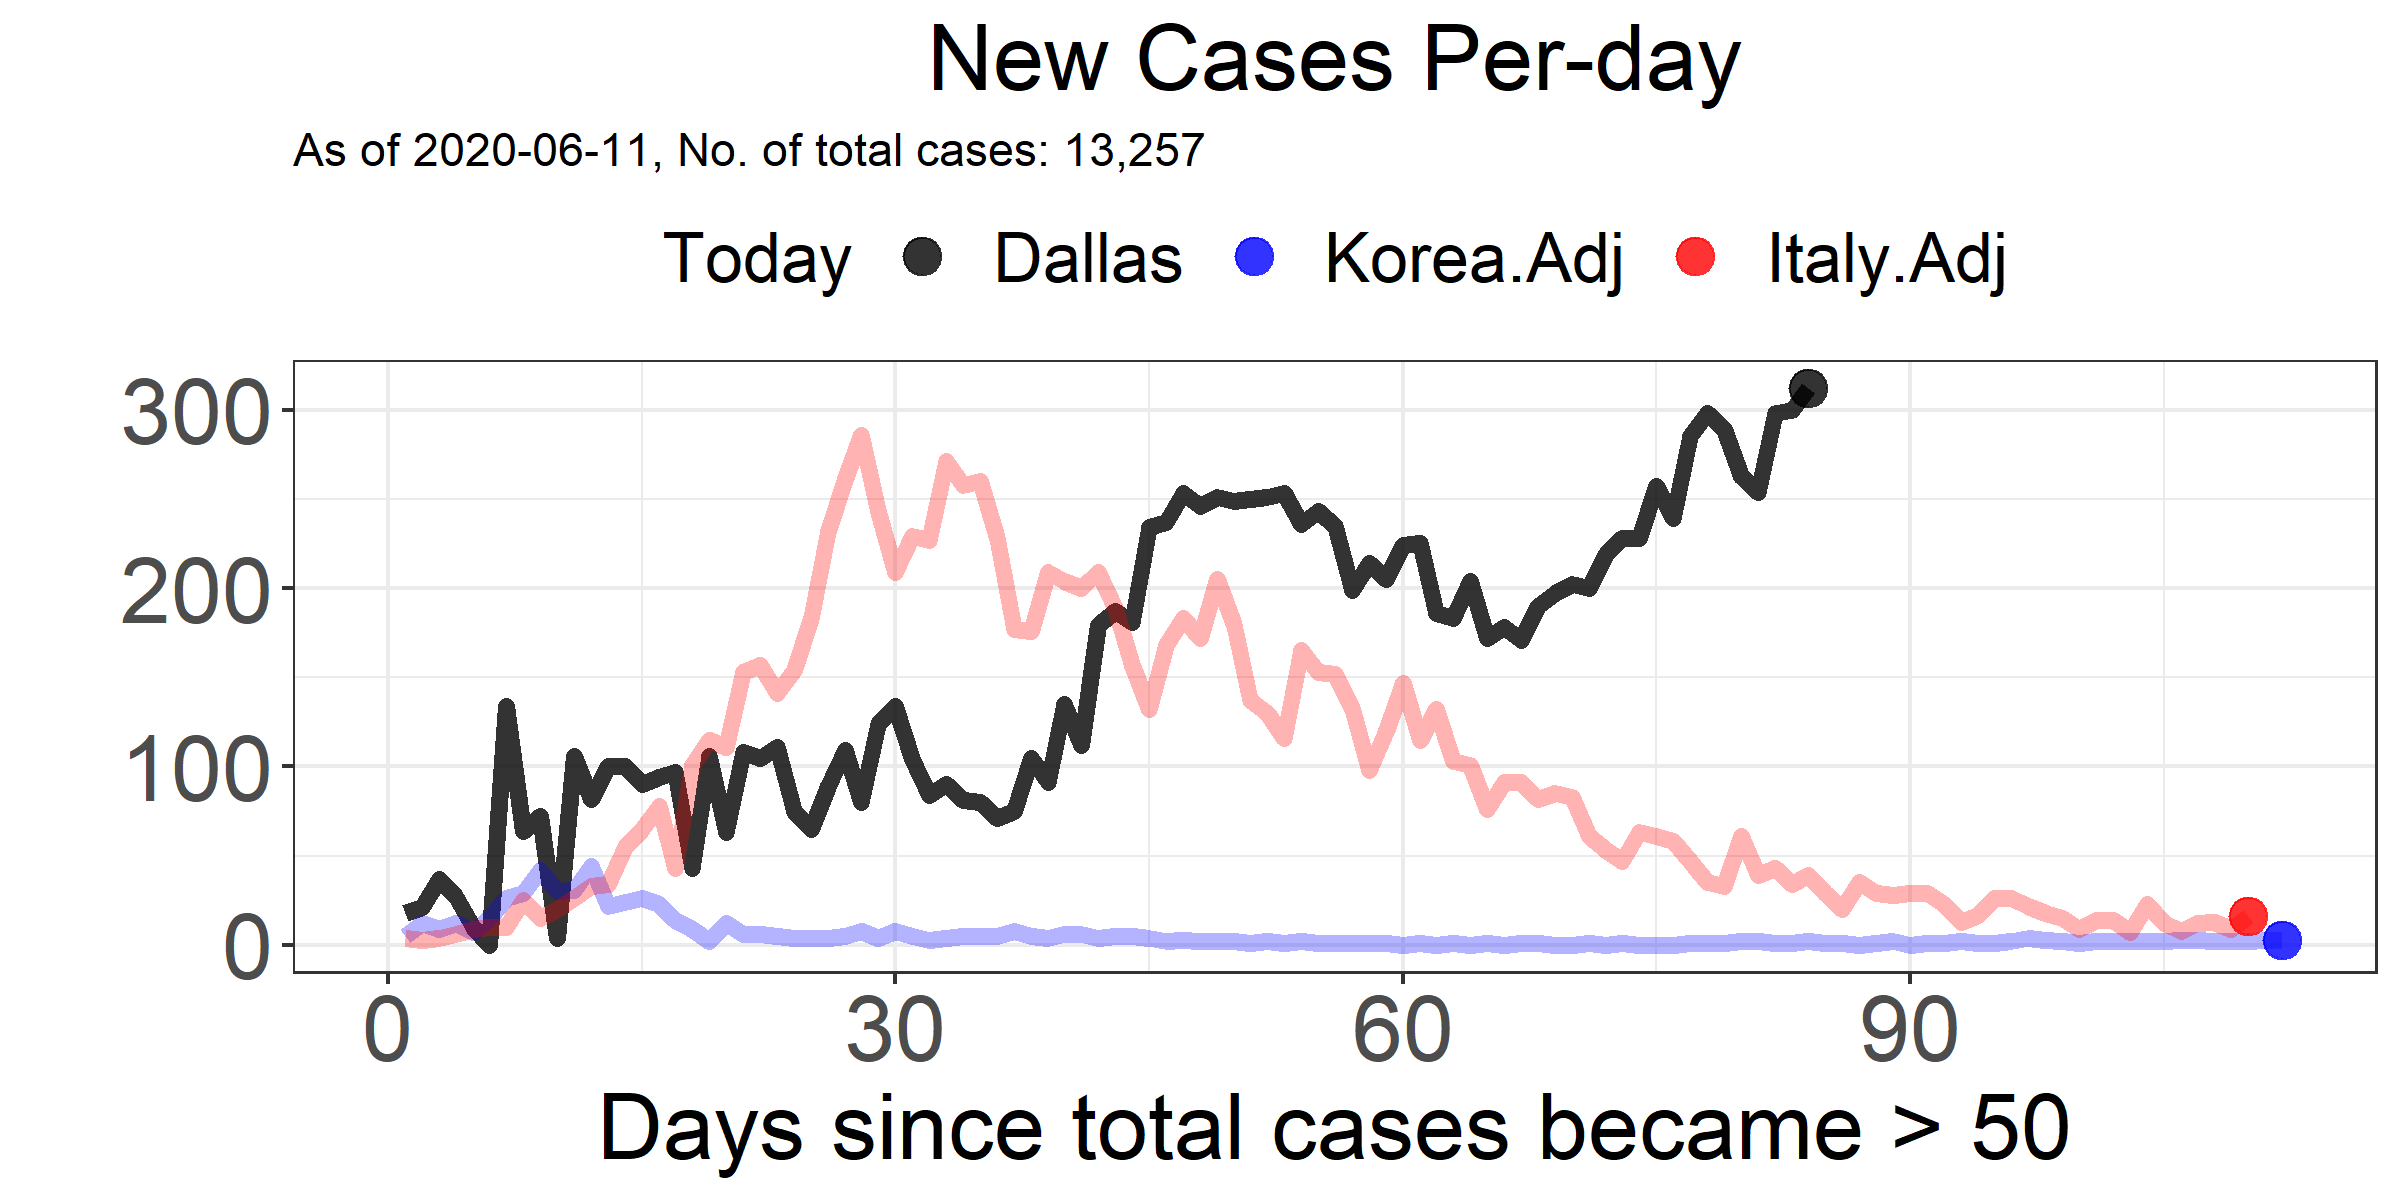 New Cases Per-day
As of 2020-06-11, No. of total cases: 13,257
Today Dallas Korea.Adj Italy.Adj
300
200
100
0
0 30 60 90
Days since total cases became > 50